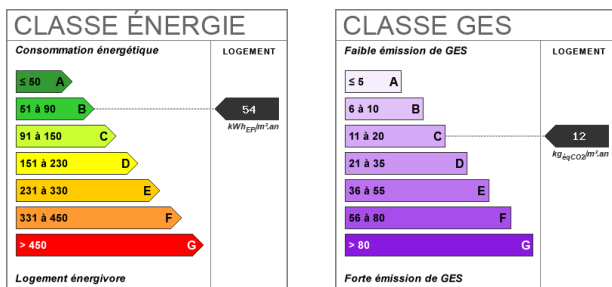 CLASSE ÉNERGIE
Consommation énergétique
LOGEMENT
≤ 50 A
51 à 90 B
54
kWhEP/m².an
91 à 150 C
151 à 230 D
231 à 330 E
331 à 450 F
> 450 G
Logement énergivore
CLASSE GES
Faible émission de GES
LOGEMENT
≤ 5 A
6 à 10 B
11 à 20 C
12
kgéqCO2/m².an
21 à 35 D
36 à 55 E
56 à 80 F
> 80 G
Forte émission de GES